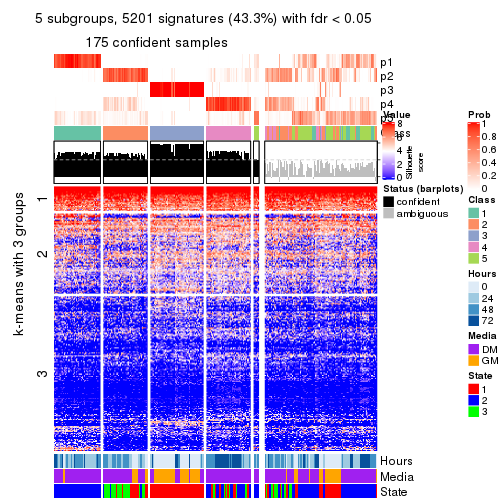 5 subgroups, 5201 signatures (43.3%) with fdr < 0.05
175 confident samples
p1
p2
p3
p4
Value
8
6
4
2
0
Silhouette
score
Status (barplots)
confident
ambiguous
Prob
1
0.8
0.6
0.4
0.2
0
Class
1
2
3
4
5
Hours
0
24
48
72
Media
DM
GM
State
1
2
3
k-means with 3 groups
1
2
3
Hours
Media
State